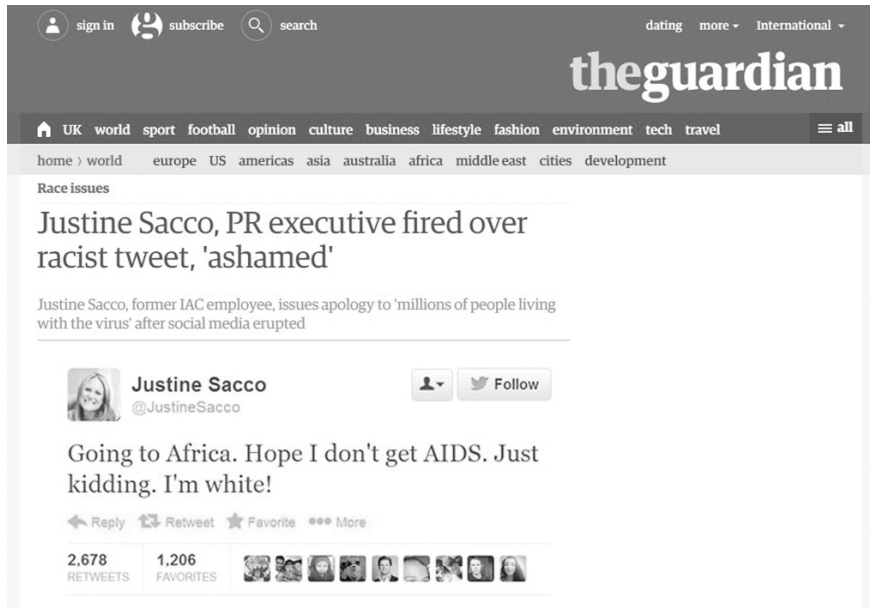 sign in subscribe search dating more International
theguardian
UK world sport football opinion culture business lifestyle fashion environment tech travel all
home › world europe US americas asia australia africa middle east cities development
Race issues
Justine Sacco, PR executive fired over
racist tweet, 'ashamed'
Justine Sacco, former IAC employee, issues apology to 'millions of people living
with the virus' after social media erupted
Justine Sacco
@JustineSacco
Follow
Going to Africa. Hope I don't get AIDS. Just
kidding. I'm white!
Reply Retweet Favorite More
2,678 1,206
RETWEETS FAVORITES